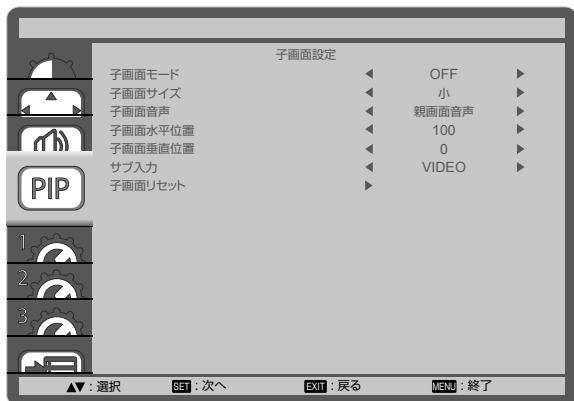 子画面設定
子画面モード ◀ OFF ▶
子画面サイズ ◀ 小 ▶
子画面音声 ◀ 親画面音声 ▶
子画面水平位置 ◀ 100 ▶
子画面垂直位置 ◀ 0 ▶
サブ入力 ◀ VIDEO ▶
子画面リセット ▶
PIP
1
2
3
▲▼ : 選択 SET : 次へ EXIT : 戻る MENU : 終了